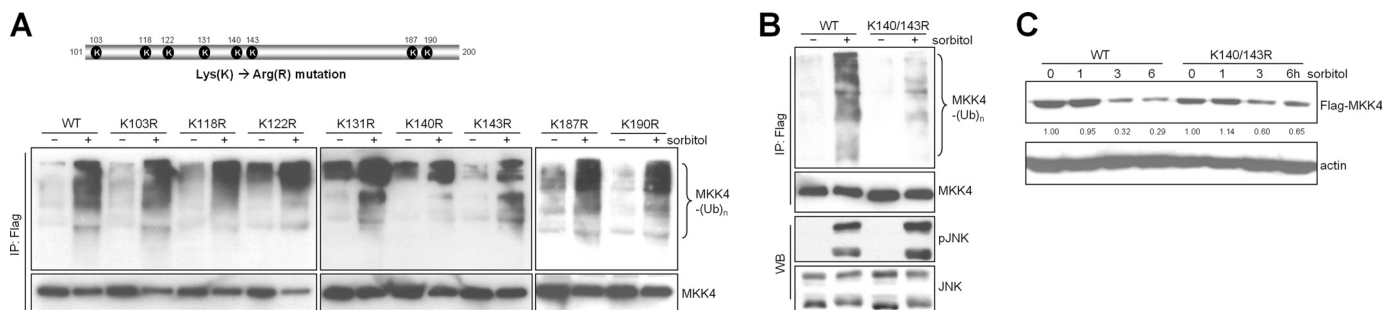 A
103 118 122 131 140 143 187 190
101 K K K K K K K K 200
Lys(K) → Arg(R) mutation
WT K103R K118R K122R K131R K140R K143R K187R K190R
– + – + – + – + – + – + – + – + – + sorbitol
IP: Flag
MKK4
-(Ub)n
MKK4
B
WT K140/143R
– + – + sorbitol
IP: Flag
MKK4
-(Ub)n
MKK4
WB
pJNK
JNK
C
WT K140/143R
0 1 3 6 0 1 3 6h sorbitol
Flag-MKK4
1.00 0.95 0.32 0.29 1.00 1.14 0.60 0.65
actin